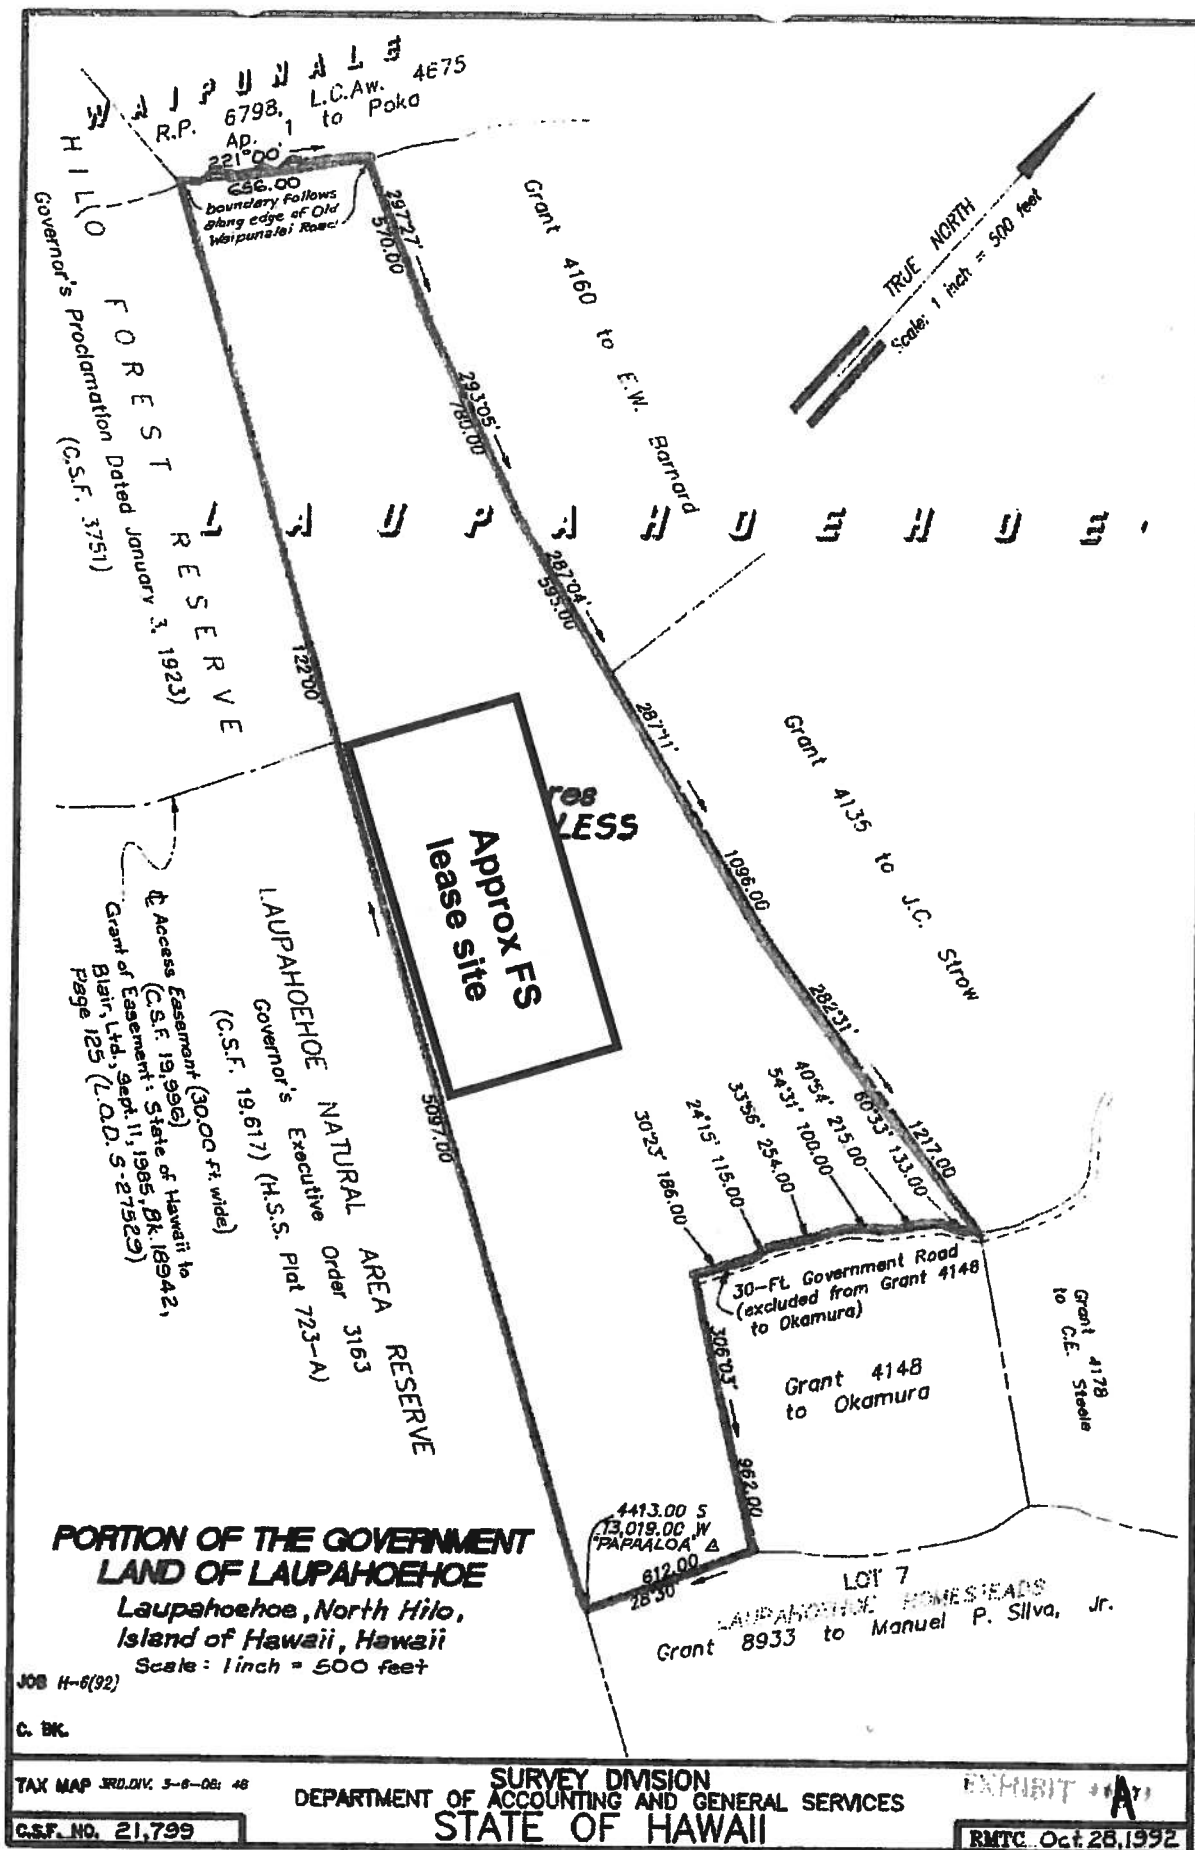 WAIPUNALE
R.P. 6798, L.C.Aw. 4675
Ap. 1 to Poka
221°00'
656.00
boundary follows
along edge of Old
Waipunalei Road
HILO FOREST RESERVE
Governor's Proclamation Dated January 3, 1923)
(C.S.F. 3751)
297°27'
570.00
Grant 4160 to E.W. Barnard
TRUE NORTH
Scale: 1 inch = 500 feet
293°05'
780.00
LAUPAHOEHOE
287°04'
595.00
122°00'
287°11'
1096.00
Grant 4135 to J.C. Strow
res
LESS
Approx FS
lease site
₵ Access Easement (30.00 ft. wide)
(C.S.F. 19,996)
Grant of Easement: State of Hawaii to
Blair, Ltd., Sept. 11, 1985, Bk. 18942,
Page 125 (L.O.D. S-27529)
LAUPAHOEHOE NATURAL AREA RESERVE
Governor's Executive Order 3163
(C.S.F. 19,617) (H.S.S. Plat 723-A)
5097.00
282°31'
1217.00
60°33' 133.00
40°54' 215.00
54°31' 100.00
33°56' 254.00
24°15' 115.00
30°23' 186.00
30-Ft. Government Road
(excluded from Grant 4148
to Okamura)
Grant 4178
to C.E. Steele
306°03'
962.00
Grant 4148
to Okamura
4413.00 S
13,019.00 W
"PAPAALOA" Δ
612.00
28°30'
LOT 7
LAUPAHOEHOE HOMESTEADS
Grant 8933 to Manuel P. Silva, Jr.
PORTION OF THE GOVERNMENT
LAND OF LAUPAHOEHOE
Laupahoehoe, North Hilo,
Island of Hawaii, Hawaii
Scale: 1 inch = 500 feet
JOB H-6(92)
C. BK.
TAX MAP 3RD.DIV. 3-6-06: 48
C.S.F. NO. 21,799
SURVEY DIVISION
DEPARTMENT OF ACCOUNTING AND GENERAL SERVICES
STATE OF HAWAII
EXHIBIT "A"
RMTC Oct 28, 1992